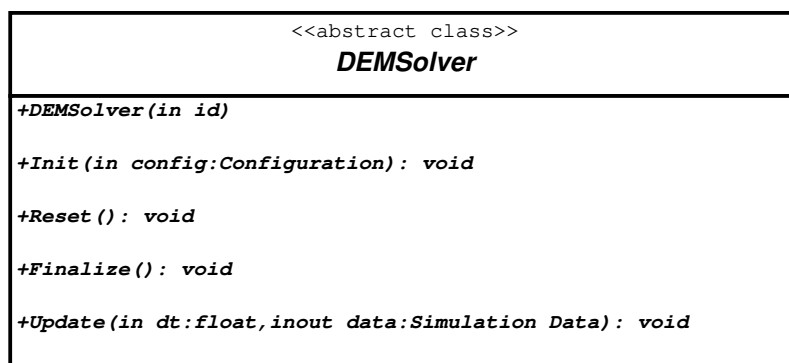 <<abstract class>>
DEMSolver
+DEMSolver(in id)
+Init(in config:Configuration): void
+Reset(): void
+Finalize(): void
+Update(in dt:float,inout data:Simulation Data): void